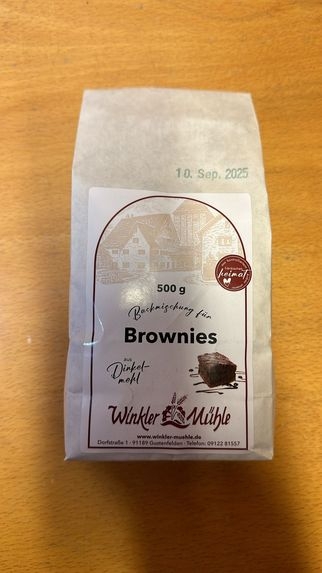 10. Sep. 2025
heimat
500 g
Backmischung für
Brownies
aus
Dinkel-
mehl
Winkler Mühle
www.winkler-muehle.de
Dorfstraße 1 - 91189 Gustenfelden - Telefon: 09122 81557